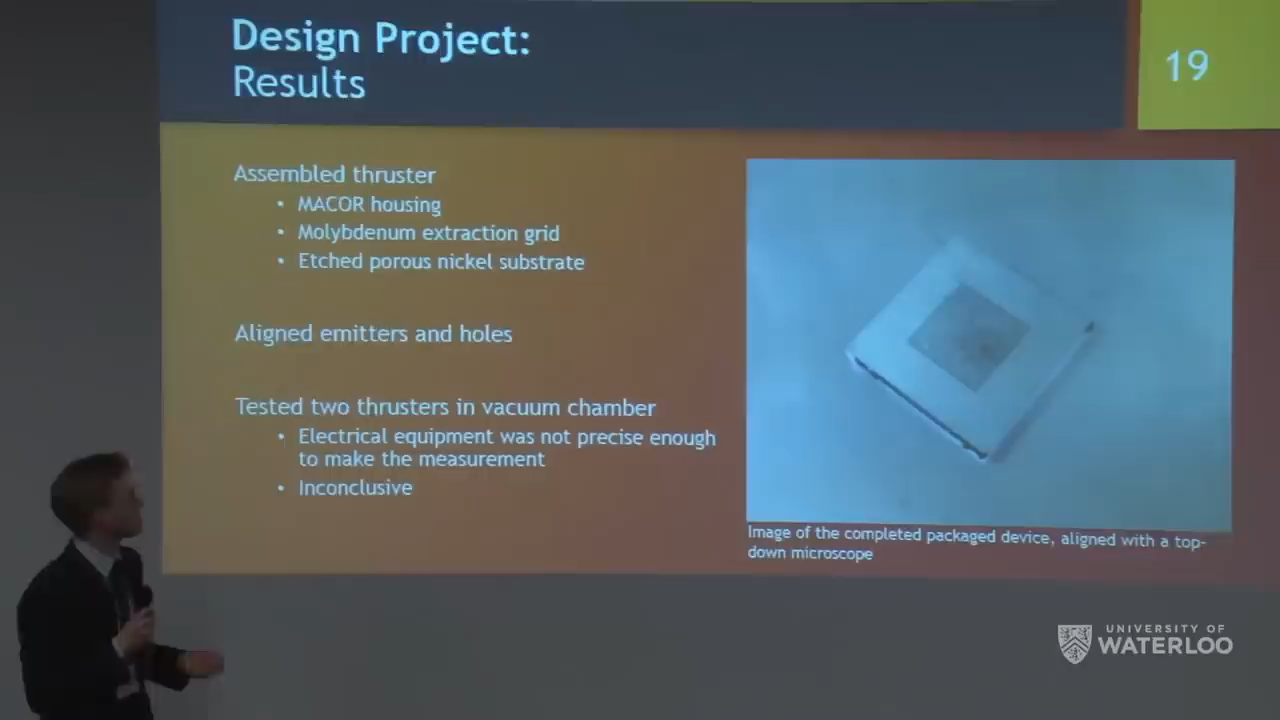 Design Project:
Results
19
Assembled thruster
• MACOR housing
• Molybdenum extraction grid
• Etched porous nickel substrate
Aligned emitters and holes
Tested two thrusters in vacuum chamber
• Electrical equipment was not precise enough
to make the measurement
• Inconclusive
Image of the completed packaged device, aligned with a top-
down microscope
UNIVERSITY OF
WATERLOO